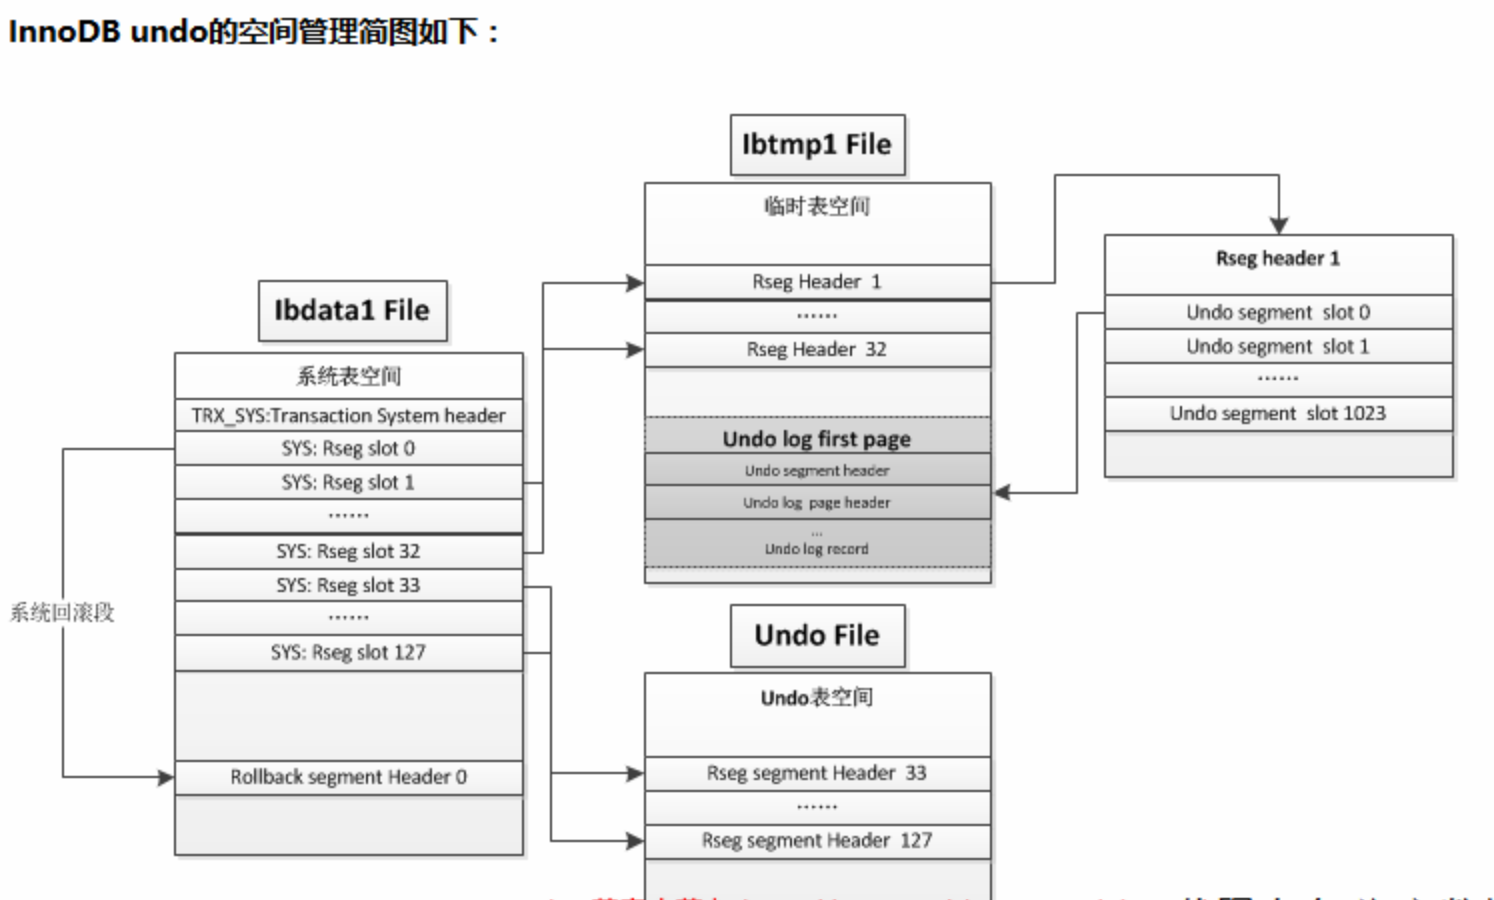 InnoDB undo的空间管理简图如下：
Ibtmp1 File
临时表空间
Rseg Header 1
......
Rseg Header 32
Undo log first page
Undo segment header
Undo log page header
...
Undo log record
Rseg header 1
Undo segment slot 0
Undo segment slot 1
......
Undo segment slot 1023
Ibdata1 File
系统表空间
TRX_SYS:Transaction System header
SYS: Rseg slot 0
SYS: Rseg slot 1
......
SYS: Rseg slot 32
SYS: Rseg slot 33
......
SYS: Rseg slot 127
Rollback segment Header 0
系统回滚段
Undo File
Undo表空间
Rseg segment Header 33
......
Rseg segment Header 127